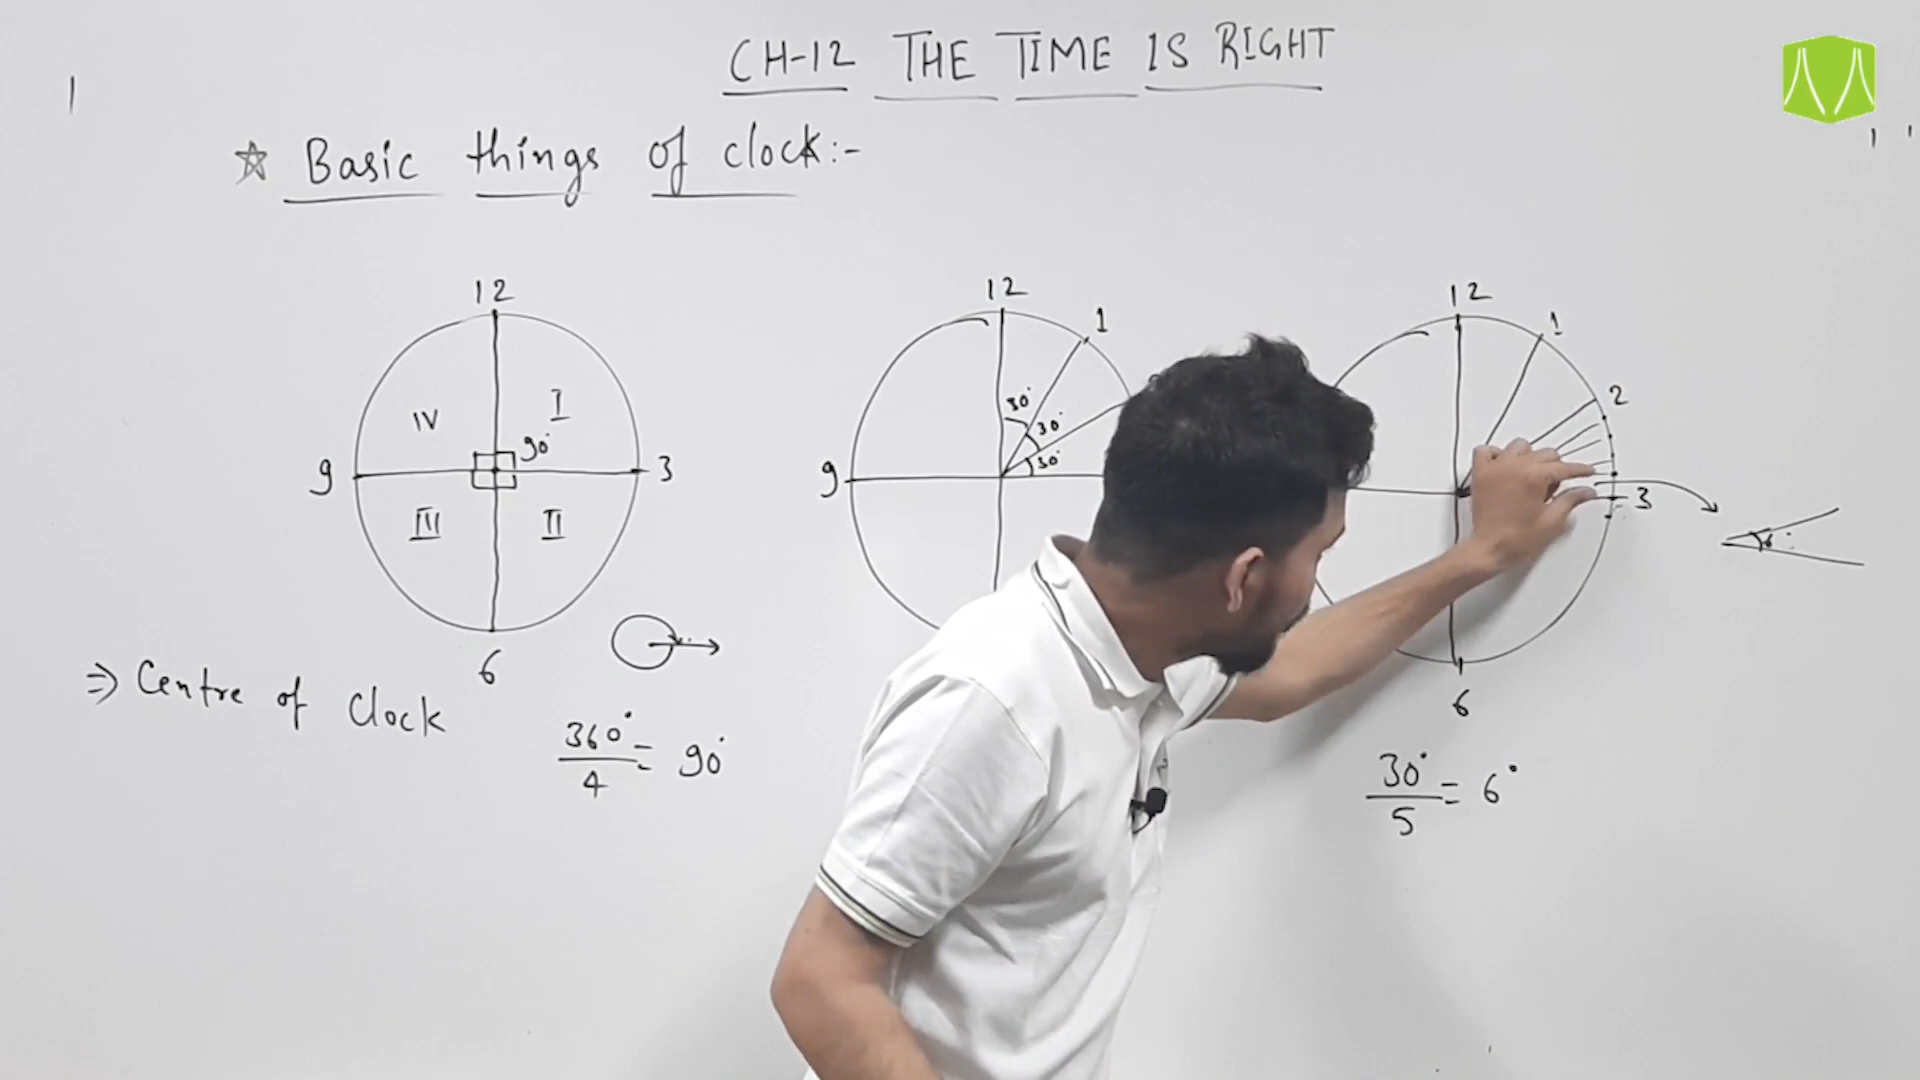 CH-12 THE TIME IS RIGHT
☆ Basic things of clock:-
12
IV I
90°
9 3
III II
6
⇒ Centre of Clock
360°/4 = 90°
12
1
30°
30°
30°
9
12
1
2
3
6°
6
30°/5 = 6°